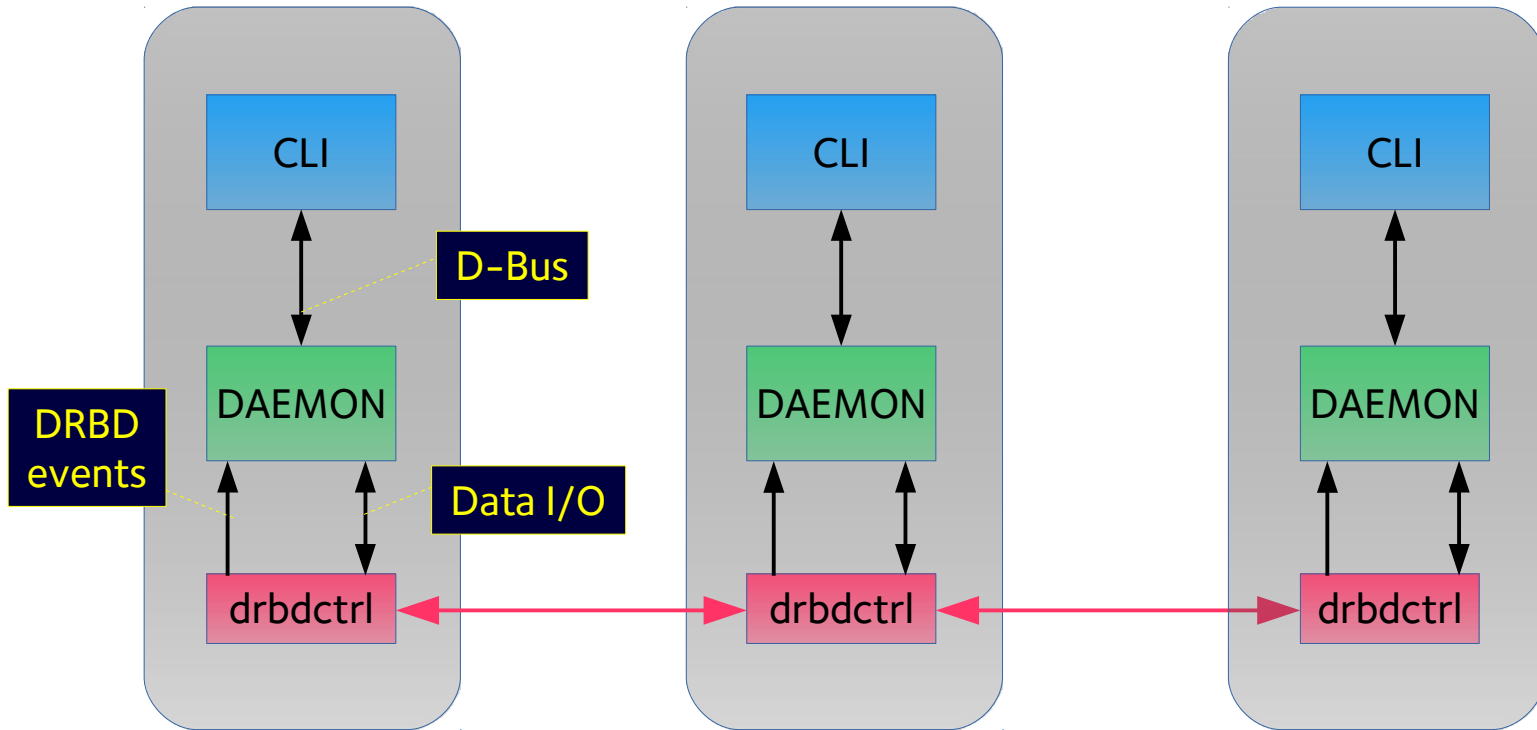 CLI
CLI
CLI
D-Bus
DAEMON
DAEMON
DAEMON
DRBD
events
Data I/O
drbdctrl
drbdctrl
drbdctrl